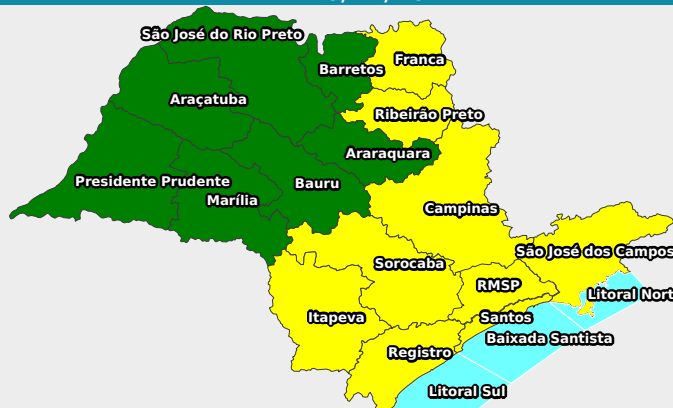 São José do Rio Preto
Franca
Barretos
Araçatuba
Ribeirão Preto
Araraquara
Presidente Prudente
Bauru
Marília
Campinas
São José dos Campos
Sorocaba
RMSP
Litoral Nort
Itapeva
Santos
Baixada Santista
Registro
Litoral Sul